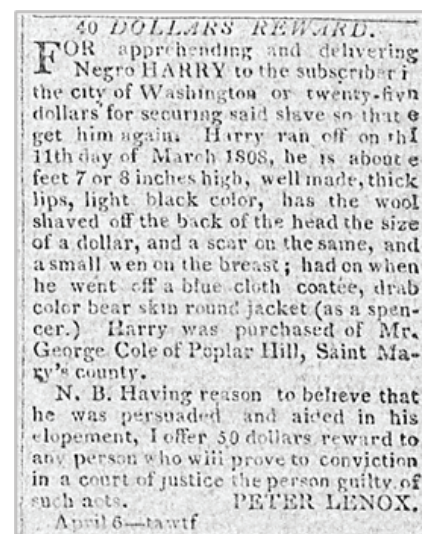 40 DOLLARS REWARD.
FOR apprehending and delivering
Negro HARRY to the subscriber i
the city of Washington or twenty-fivn
dollars for securing said slave so that e
get him again. Harry ran off on thI
11th day of March 1808, he is about e
feet 7 or 8 inches high, well made, thick
lips, light black color, has the wool
shaved off the back of the head the size
of a dollar, and a scar on the same, and
a small wen on the breast; had on when
he went off a blue cloth coatee, drab
color bear skin round jacket (as a spen-
cer.) Harry was purchased of Mr.
George Cole of Poplar Hill, Saint Ma-
ry's county.
N. B. Having reason to believe that
he was persuaded and aided in his
elopement, I offer 50 dollars reward to
any person who will prove to conviction
in a court of justice the person guilty of
such acts. PETER LENOX.
April 6—tawtf